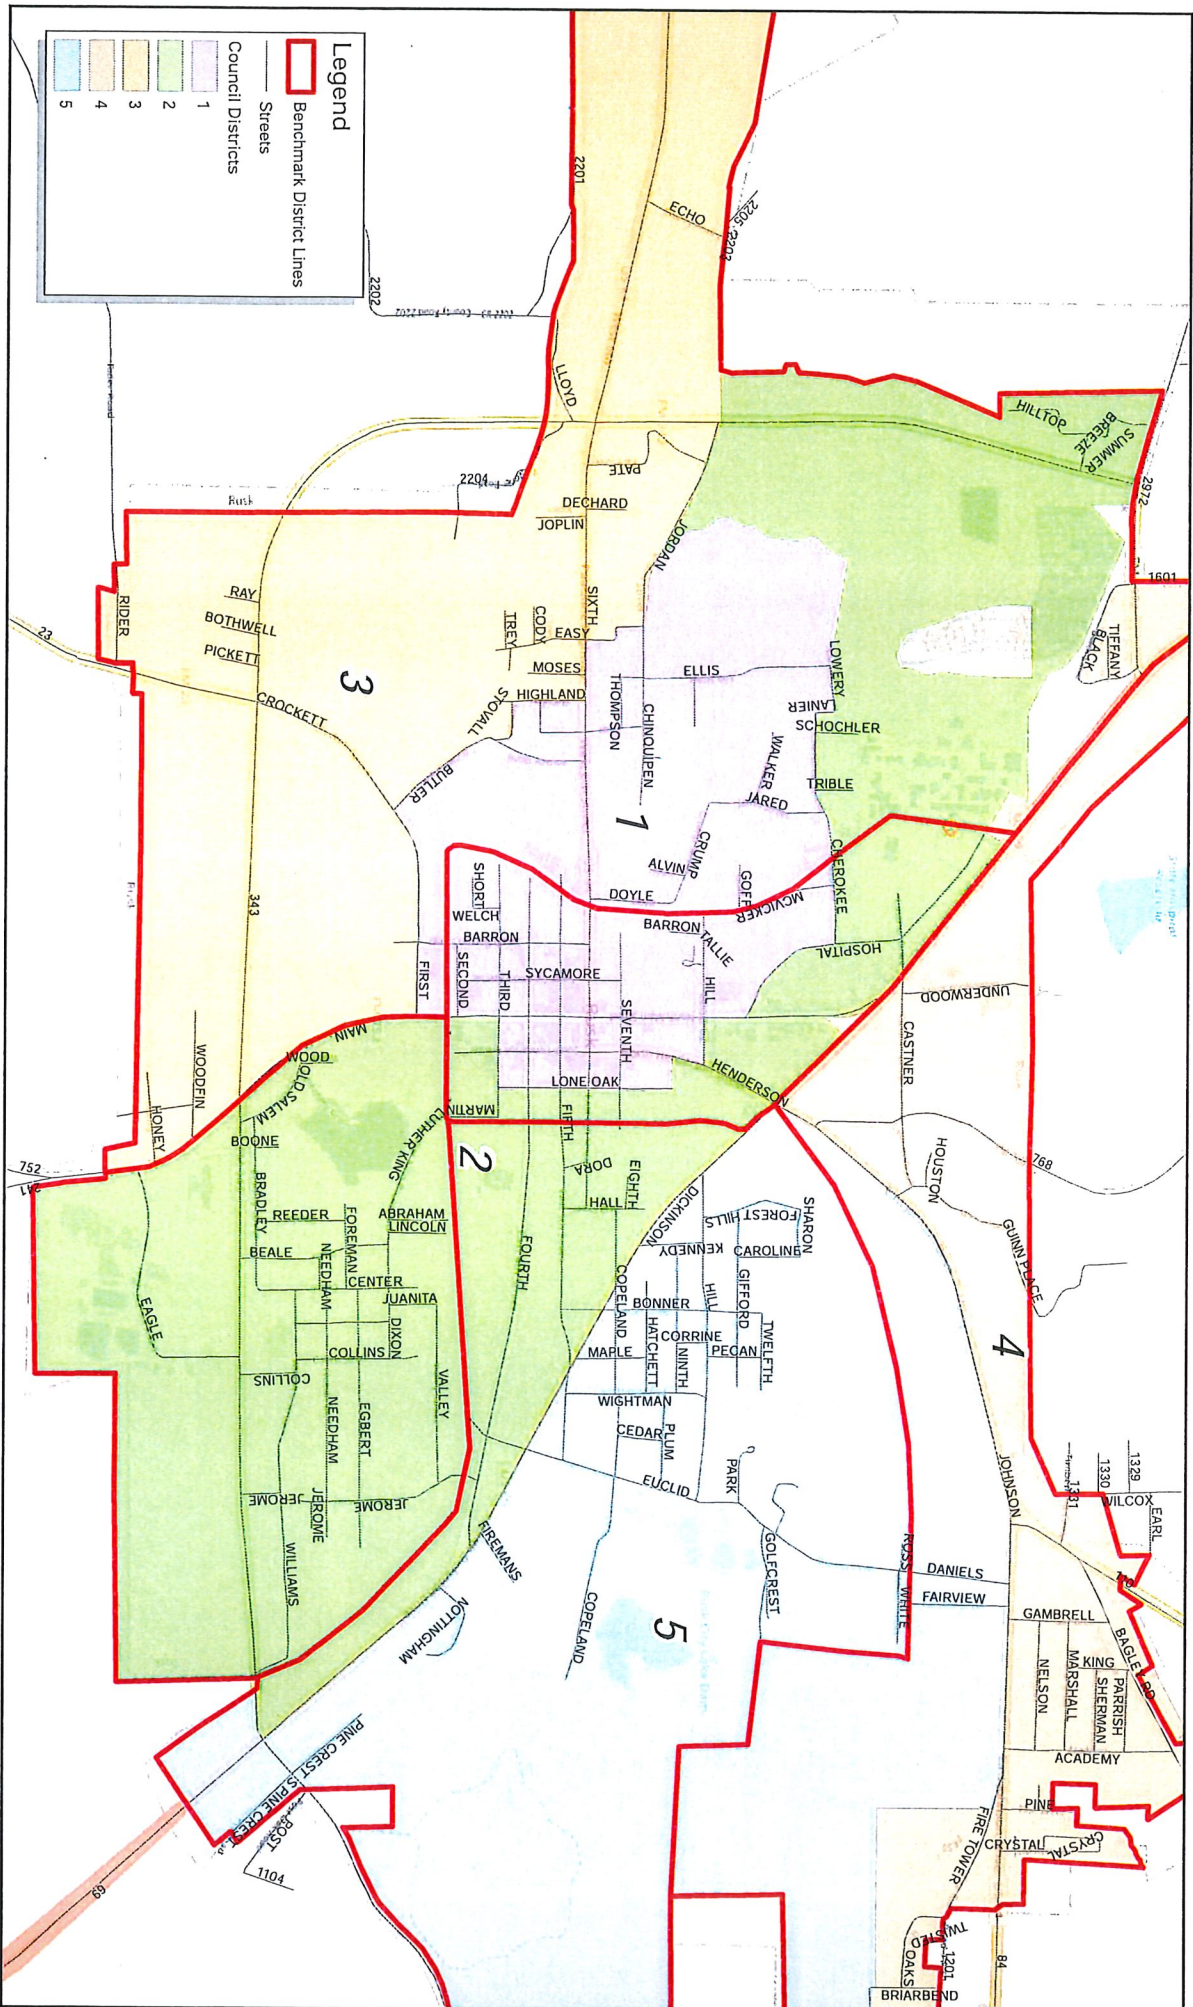 Legend
Benchmark District Lines
Streets
Council Districts
1
2
3
4
5
2201
ECHO
2205
2203
2202
County Road 2202
LLOYD
2204
Rusk
PATE
DECHARD
JOPLIN
JORDAN
HILLTOP
BREEZE
SUMMER
2972
1601
TIFFANY
BLACK
RIDER
23
RAY
BOTHWELL
PICKETT
CROCKETT
3
SIXTH
CODY
TREY
EASY
MOSES
HIGHLAND
STOVALL
BUTLER
THOMPSON
CHINQUIPEN
ELLIS
LOWERY
LANIER
SCHOCHLER
WALKER
TRIBLE
JARED
1
CRUMP
ALVIN
DOYLE
GOFF
MCVICKER
CHEROKEE
HOSPITAL
343
SHORT
WELCH
BARRON
BARRON
TALLIE
FIRST
SECOND
THIRD
SYCAMORE
SEVENTH
HILL
UNDERWOOD
CASTNER
MAIN
WOOD
OLD SALEM
WOODFIN
HONEY
BOONE
LONE OAK
MARTIN
LUTHER KING
HENDERSON
FIFTH
2
752
241
BRADLEY
REEDER
BEALE
NEEDHAM
FOREMAN
ABRAHAM
LINCOLN
CENTER
JUANITA
DIXON
COLLINS
COLLINS
EAGLE
NEEDHAM
EGBERT
VALLEY
JEROME
JEROME
JEROME
WILLIAMS
FOURTH
DORA
EIGHTH
HALL
DICKINSON
KENNEDY
FOREST HILLS
SHARON
CAROLINE
GIFFORD
HILL
COPELAND
BONNER
HATCHETT
CORRINE
NINTH
PECAN
TWELFTH
MAPLE
WIGHTMAN
CEDAR
PLUM
EUCLID
PARK
HOUSTON
768
GUINN PLACE
4
JOHNSON
1329
1330
1331
WILCOX
EARL
110
FIREMANS
NOTTINGHAM
COPELAND
5
GOLFCREST
ROSS
WHITE
DANIELS
FAIRVIEW
GAMBRELL
BAGLEY RD
KING
MARSHALL
NELSON
PARRISH
SHERMAN
ACADEMY
PINE
CRYSTAL
CRYSTAL
FIRE TOWER
TWISTED
OAKS
1201
84
BRIARBEND
PINE CREST
IS PINE CREST
POST
1104
69